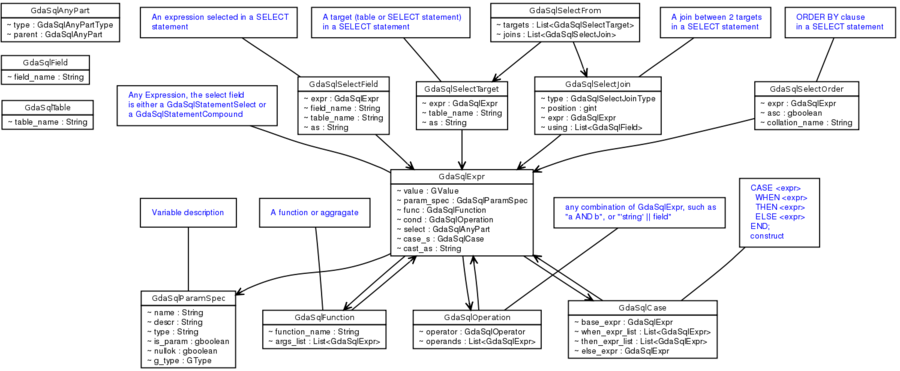 GdaSqlAnyPart
~ type : GdaSqlAnyPartType
~ parent : GdaSqlAnyPart
An expression selected in a SELECT
statement
A target (table or SELECT statement)
in a SELECT statement
GdaSqlSelectFrom
~ targets : List<GdaSqlSelectTarget>
~ joins : List<GdaSqlSelectJoin>
A join between 2 targets
in a SELECT statement
ORDER BY clause
in a SELECT statement
GdaSqlField
~ field_name : String
GdaSqlTable
~ table_name : String
Any Expression, the select field
is either a GdaSqlStatementSelect or
a GdaSqlStatementCompound
GdaSqlSelectField
~ expr : GdaSqlExpr
~ field_name : String
~ table_name : String
~ as : String
GdaSqlSelectTarget
~ expr : GdaSqlExpr
~ table_name : String
~ as : String
GdaSqlSelectJoin
~ type : GdaSqlSelectJoinType
~ position : gint
~ expr : GdaSqlExpr
~ using : List<GdaSqlField>
GdaSqlSelectOrder
~ expr : GdaSqlExpr
~ asc : gboolean
~ collation_name : String
GdaSqlExpr
~ value : GValue
~ param_spec : GdaSqlParamSpec
~ func : GdaSqlFunction
~ cond : GdaSqlOperation
~ select : GdaSqlAnyPart
~ case_s : GdaSqlCase
~ cast_as : String
Variable description
A function or aggragate
any combination of GdaSqlExpr, such as
"a AND b", or "'string' || field"
CASE <expr>
WHEN <expr>
THEN <expr>
ELSE <expr>
END;
construct
GdaSqlParamSpec
~ name : String
~ descr : String
~ type : String
~ is_param : gboolean
~ nullok : gboolean
~ g_type : GType
GdaSqlFunction
~ function_name : String
~ args_list : List<GdaSqlExpr>
GdaSqlOperation
~ operator : GdaSqlOperator
~ operands : List<GdaSqlExpr>
GdaSqlCase
~ base_expr : GdaSqlExpr
~ when_expr_list : List<GdaSqlExpr>
~ then_expr_list : List<GdaSqlExpr>
~ else_expr : GdaSqlExpr